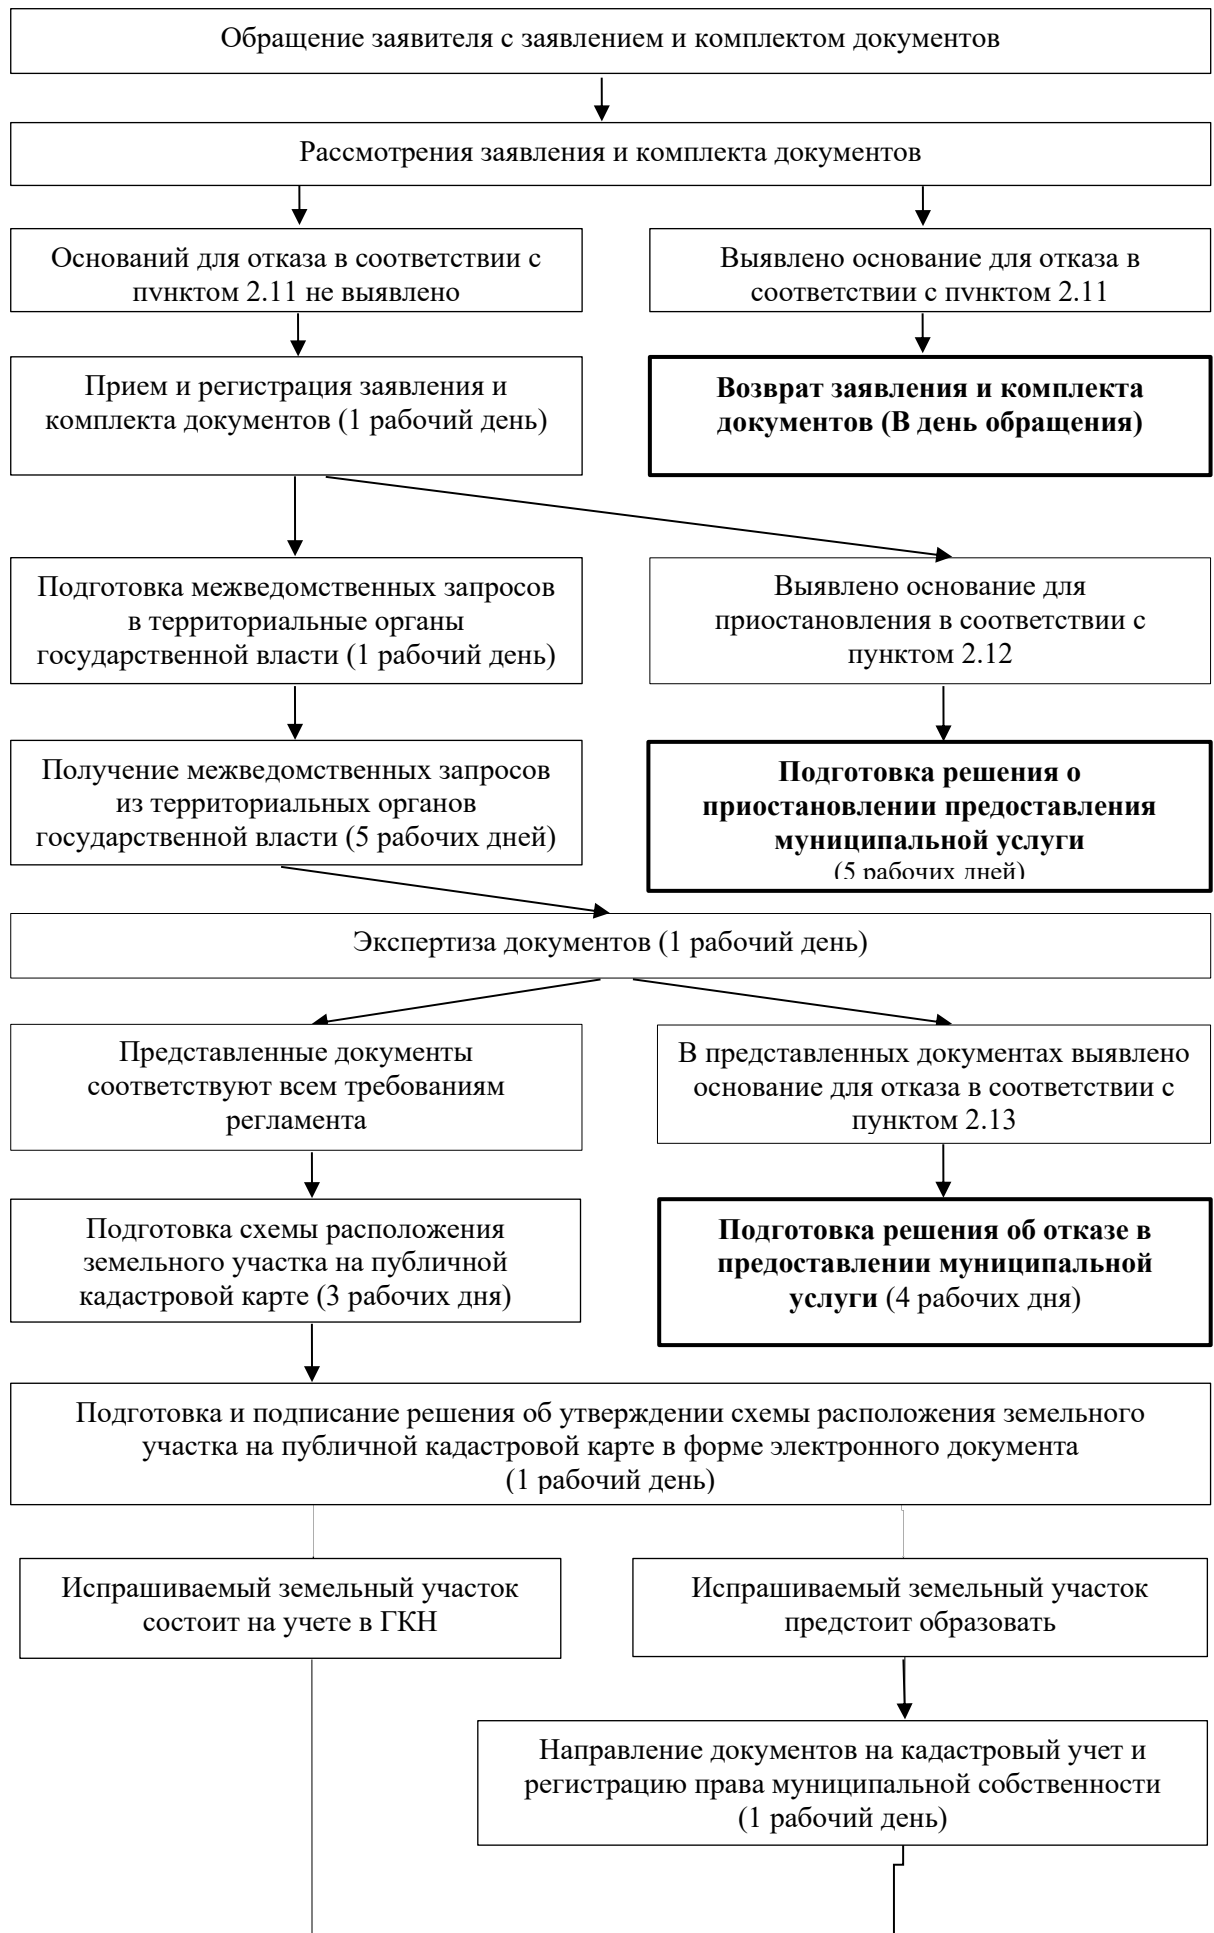 Обращение заявителя с заявлением и комплектом документов
Рассмотрения заявления и комплекта документов
Оснований для отказа в соответствии с
пунктом 2.11 не выявлено
Выявлено основание для отказа в
соответствии с пунктом 2.11
Прием и регистрация заявления и
комплекта документов (1 рабочий день)
Возврат заявления и комплекта
документов (В день обращения)
Подготовка межведомственных запросов
в территориальные органы
государственной власти (1 рабочий день)
Выявлено основание для
приостановления в соответствии с
пунктом 2.12
Получение межведомственных запросов
из территориальных органов
государственной власти (5 рабочих дней)
Подготовка решения о
приостановлении предоставления
муниципальной услуги
(5 рабочих дней)
Экспертиза документов (1 рабочий день)
Представленные документы
соответствуют всем требованиям
регламента
В представленных документах выявлено
основание для отказа в соответствии с
пунктом 2.13
Подготовка схемы расположения
земельного участка на публичной
кадастровой карте (3 рабочих дня)
Подготовка решения об отказе в
предоставлении муниципальной
услуги (4 рабочих дня)
Подготовка и подписание решения об утверждении схемы расположения земельного
участка на публичной кадастровой карте в форме электронного документа
(1 рабочий день)
Испрашиваемый земельный участок
состоит на учете в ГКН
Испрашиваемый земельный участок
предстоит образовать
Направление документов на кадастровый учет и
регистрацию права муниципальной собственности
(1 рабочий день)